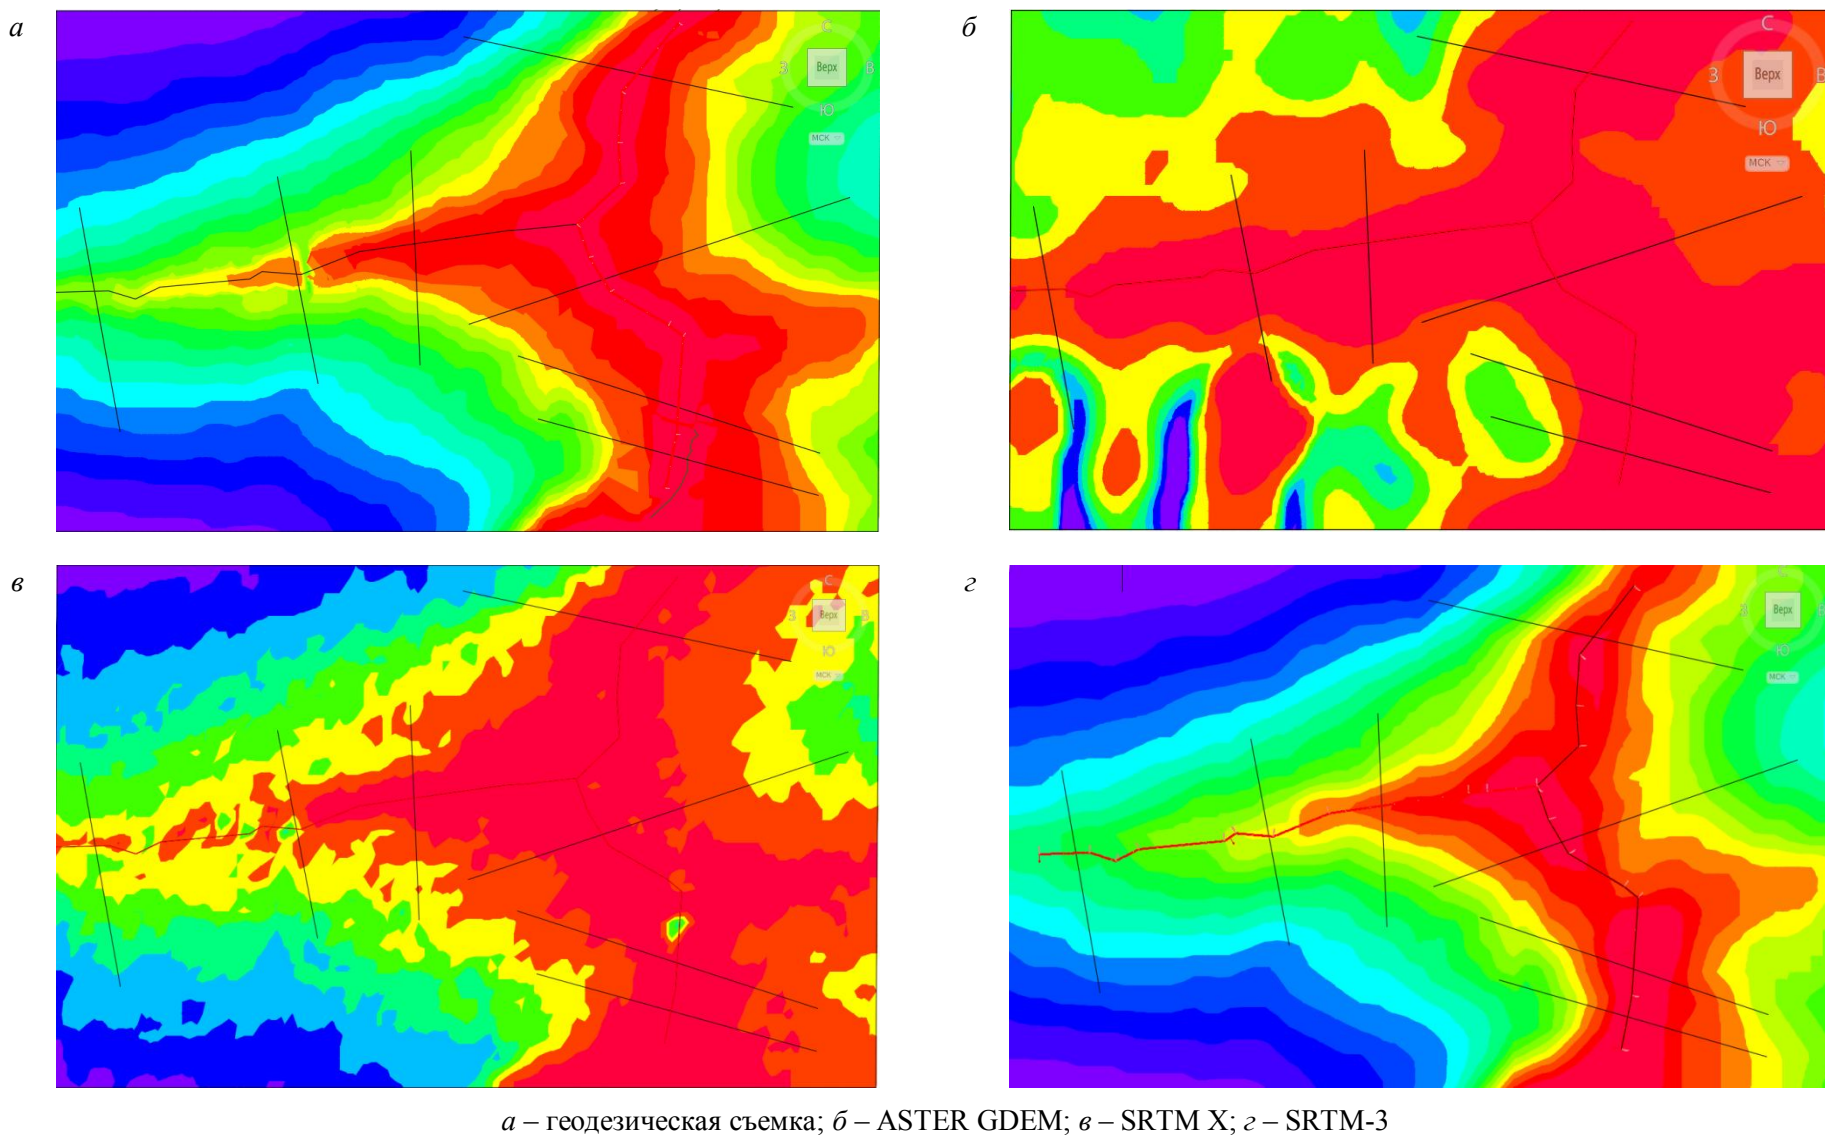 а
С
З
Верх
В
Ю
МСК
б
С
З
Верх
В
Ю
МСК
в
С
З
Верх
В
Ю
МСК
г
С
З
Верх
В
Ю
МСК
а – геодезическая съемка; б – ASTER GDEM; в – SRTM X; г – SRTM-3